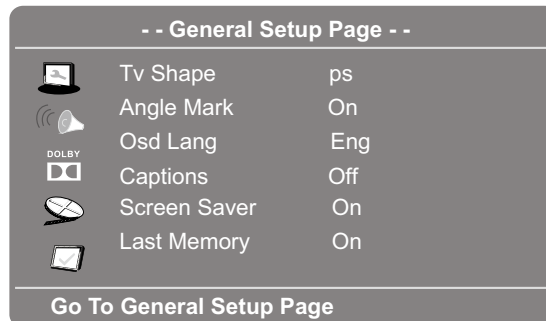 - - General Setup Page - -
Tv Shape ps
Angle Mark On
Osd Lang Eng
DOLBY
Captions Off
Screen Saver On
Last Memory On
Go To General Setup Page